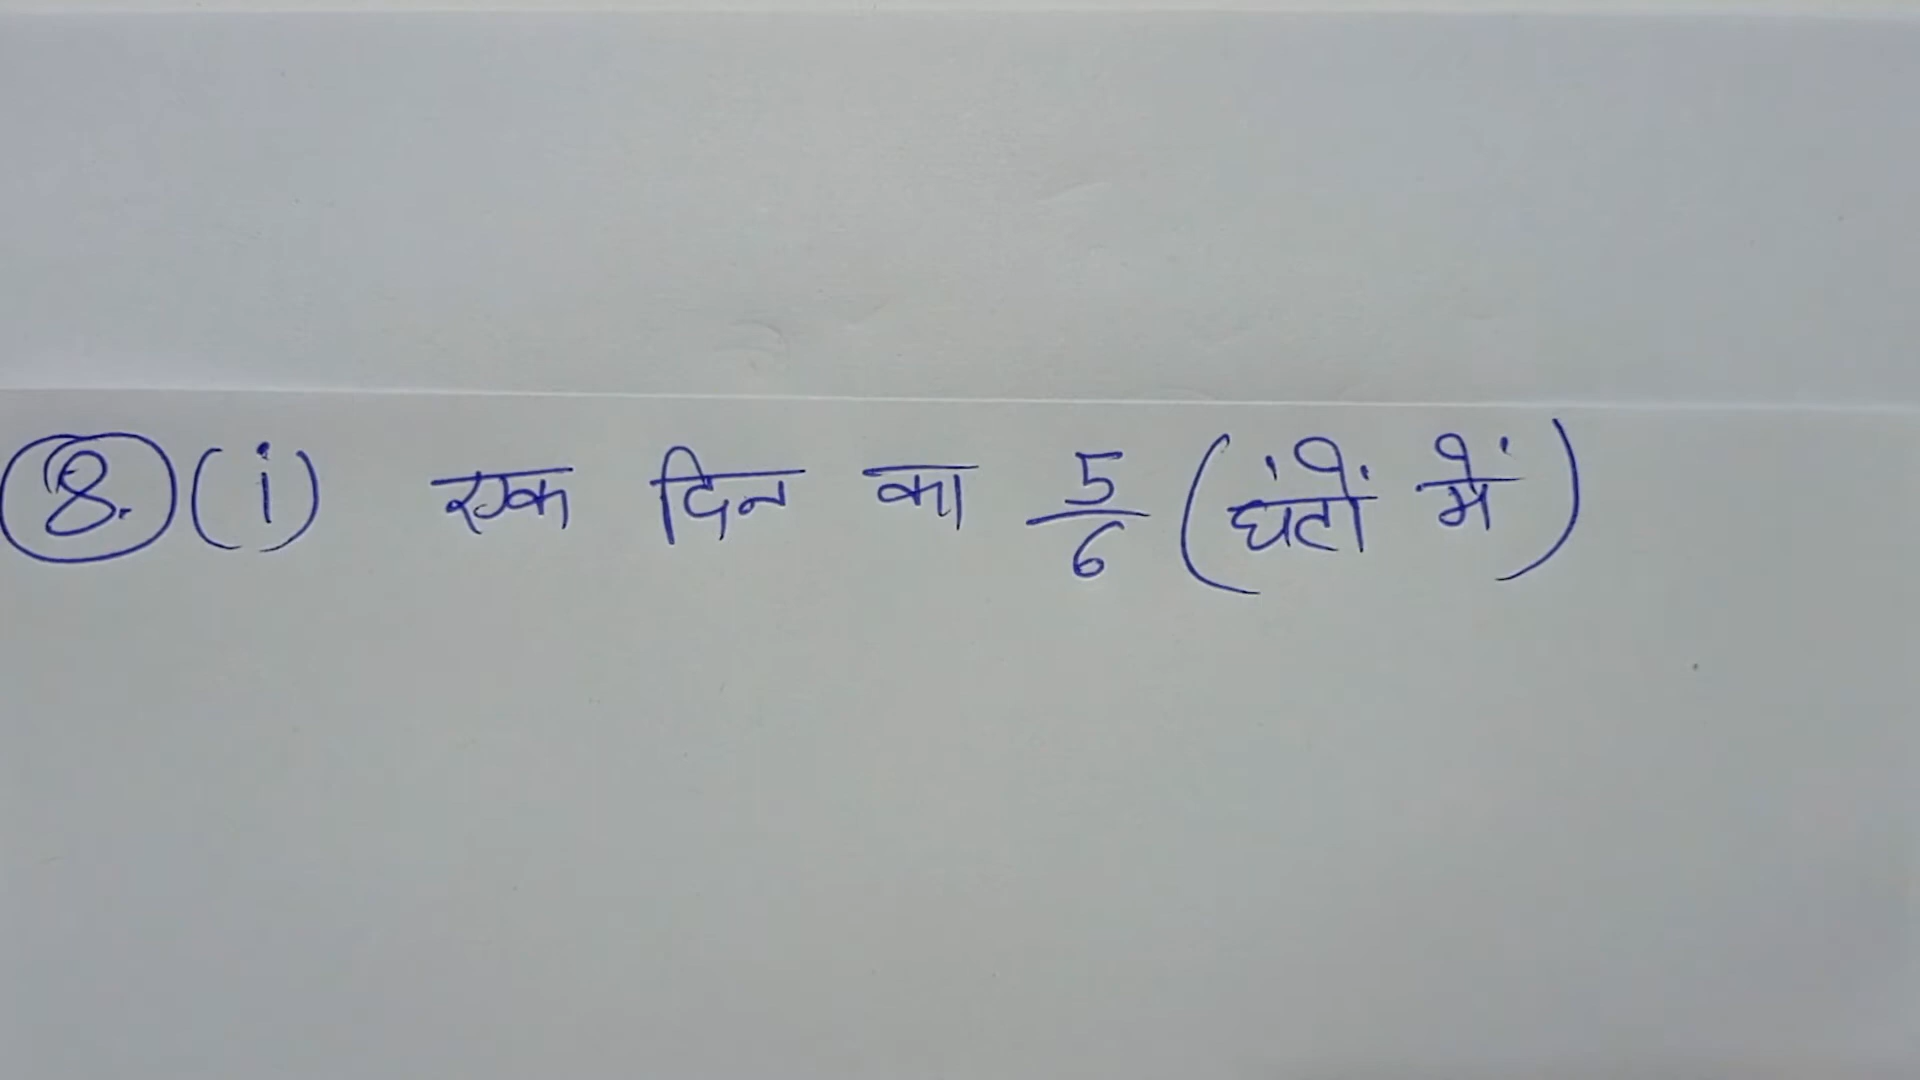 8. (i) एक दिन का 5/6 (घंटों में)